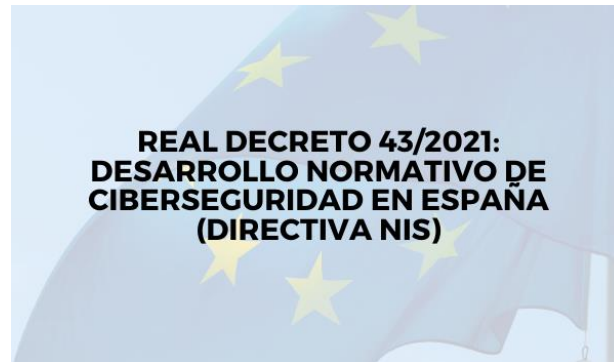 REAL DECRETO 43/2021:
DESARROLLO NORMATIVO DE
CIBERSEGURIDAD EN ESPAÑA
(DIRECTIVA NIS)